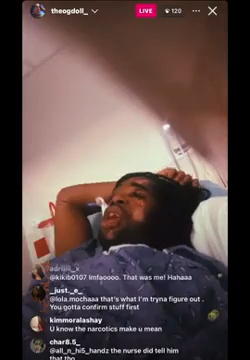 theogdoll_
LIVE
120
adriiiii_x
@kikib0107 lmfaoooo. That was me! Hahaaa
_just._e_
@lola.mochaaa that's what I'm tryna figure out .
You gotta confirm stuff first
kimmoralashay
U know the narcotics make u mean
char8.5_
@all_n_hi5_handz the nurse did tell him
that tho